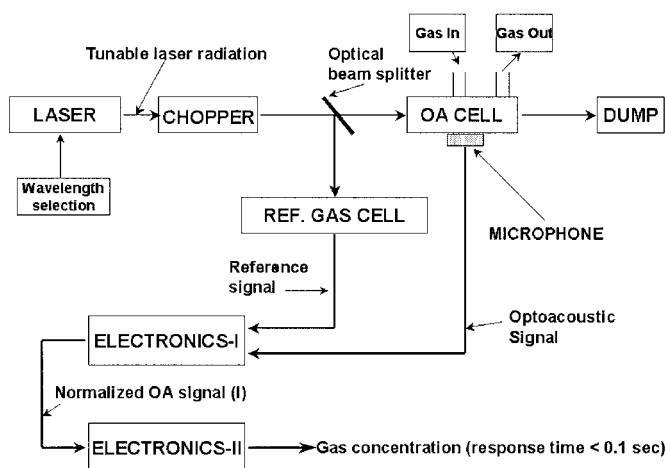 Gas In
Gas Out
Tunable laser radiation
Optical
beam splitter
LASER
CHOPPER
OA CELL
DUMP
Wavelength
selection
REF. GAS CELL
MICROPHONE
Reference
signal
Optoacoustic
Signal
ELECTRONICS-I
Normalized OA signal (I)
ELECTRONICS-II
Gas concentration (response time < 0.1 sec)